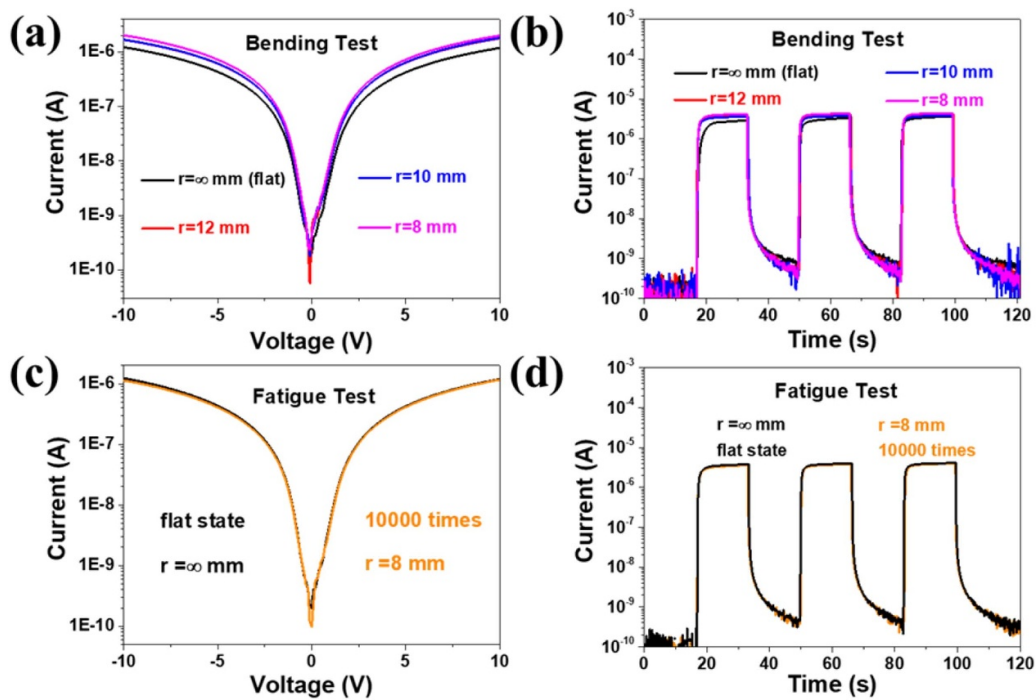 (a)
Bending Test
Current (A)
1E-6
1E-7
1E-8
1E-9
1E-10
r=∞ mm (flat)
r=10 mm
r=12 mm
r=8 mm
-10
-5
0
5
10
Voltage (V)
(b)
Bending Test
Current (A)
10-3
10-4
10-5
10-6
10-7
10-8
10-9
10-10
r=∞ mm (flat)
r=10 mm
r=12 mm
r=8 mm
0
20
40
60
80
100
120
Time (s)
(c)
Fatigue Test
Current (A)
1E-6
1E-7
1E-8
1E-9
1E-10
flat state
10000 times
r =∞ mm
r =8 mm
-10
-5
0
5
10
Voltage (V)
(d)
Fatigue Test
Current (A)
10-3
10-4
10-5
10-6
10-7
10-8
10-9
10-10
r =∞ mm
r =8 mm
flat state
10000 times
0
20
40
60
80
100
120
Time (s)